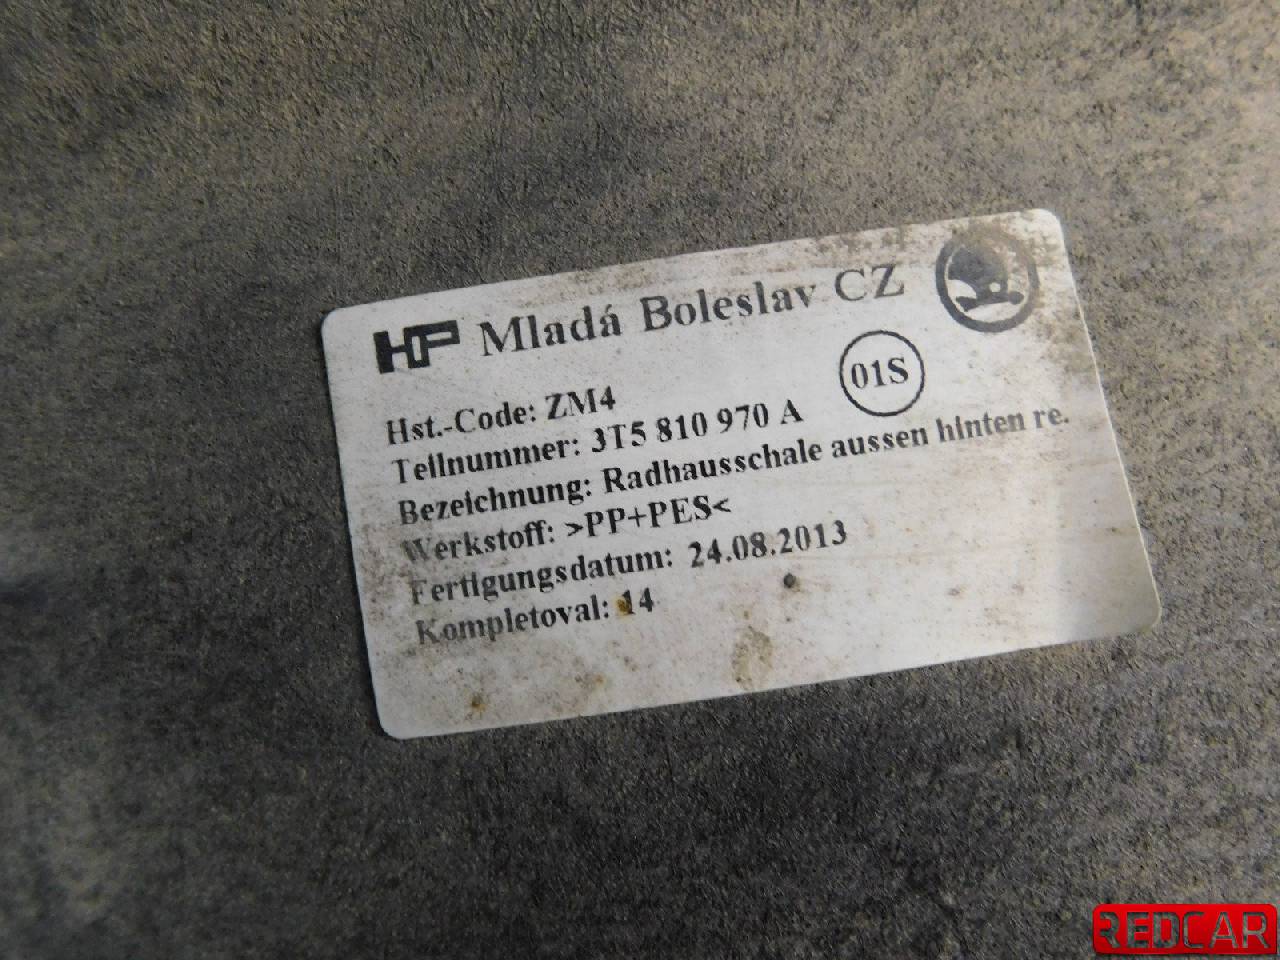 HP Mladá Boleslav CZ
01S
Hst.-Code: ZM4
Teilnummer: 3T5 810 970 A
Bezeichnung: Radhausschale aussen hinten re.
Werkstoff: >PP+PES<
Fertigungsdatum: 24.08.2013
Kompletoval: 14
REDCAR